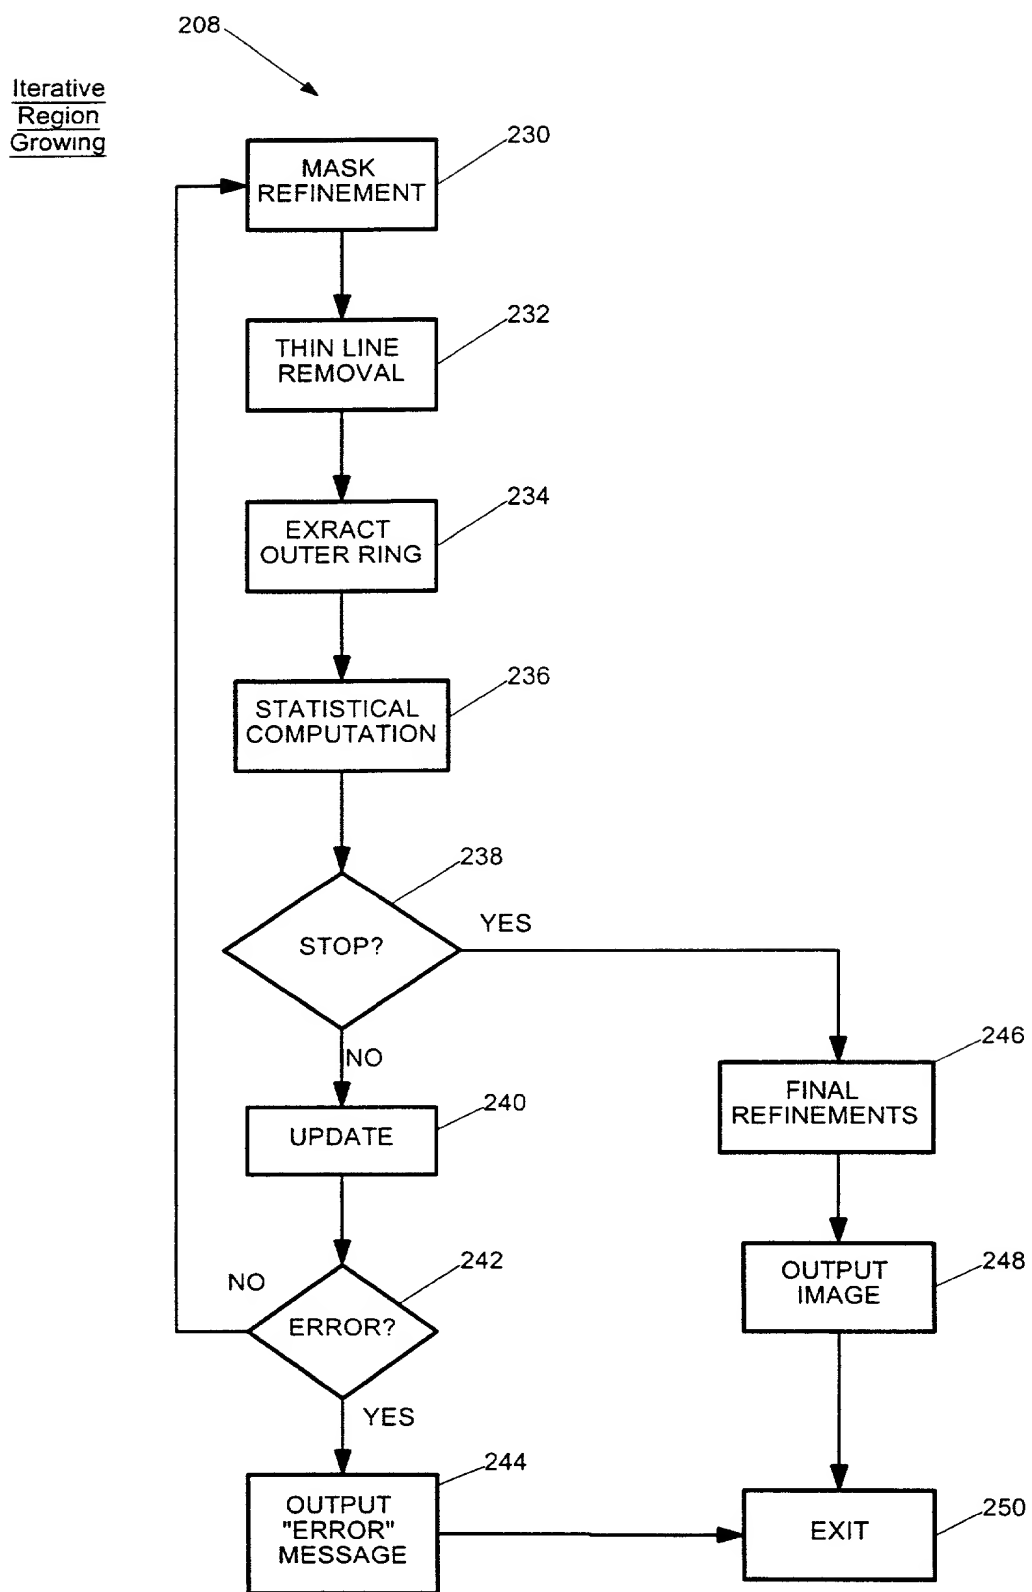 208
Iterative
Region
Growing
230
MASK
REFINEMENT
232
THIN LINE
REMOVAL
234
EXRACT
OUTER RING
236
STATISTICAL
COMPUTATION
238
STOP?
YES
NO
240
UPDATE
246
FINAL
REFINEMENTS
242
NO
ERROR?
YES
248
OUTPUT
IMAGE
244
OUTPUT
"ERROR"
MESSAGE
250
EXIT